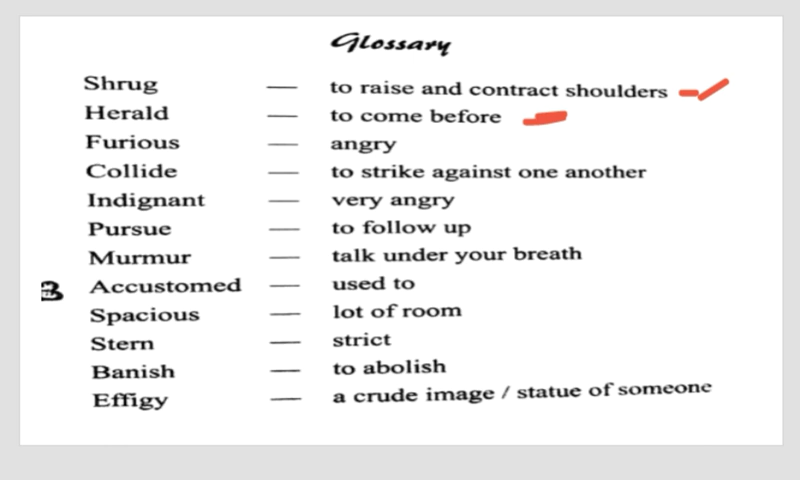 Glossary
Shrug — to raise and contract shoulders
Herald — to come before
Furious — angry
Collide — to strike against one another
Indignant — very angry
Pursue — to follow up
Murmur — talk under your breath
Accustomed — used to
Spacious — lot of room
Stern — strict
Banish — to abolish
Effigy — a crude image / statue of someone